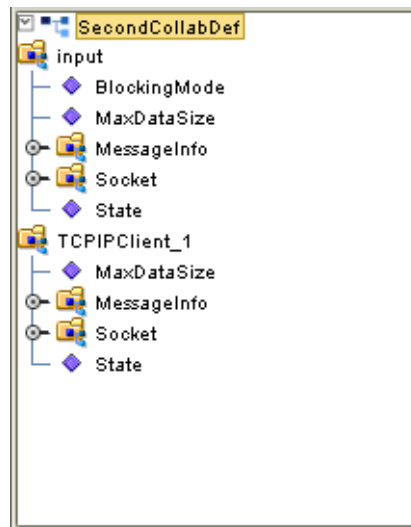 SecondCollabDef
input
BlockingMode
MaxDataSize
MessageInfo
Socket
State
TCPIPClient_1
MaxDataSize
MessageInfo
Socket
State